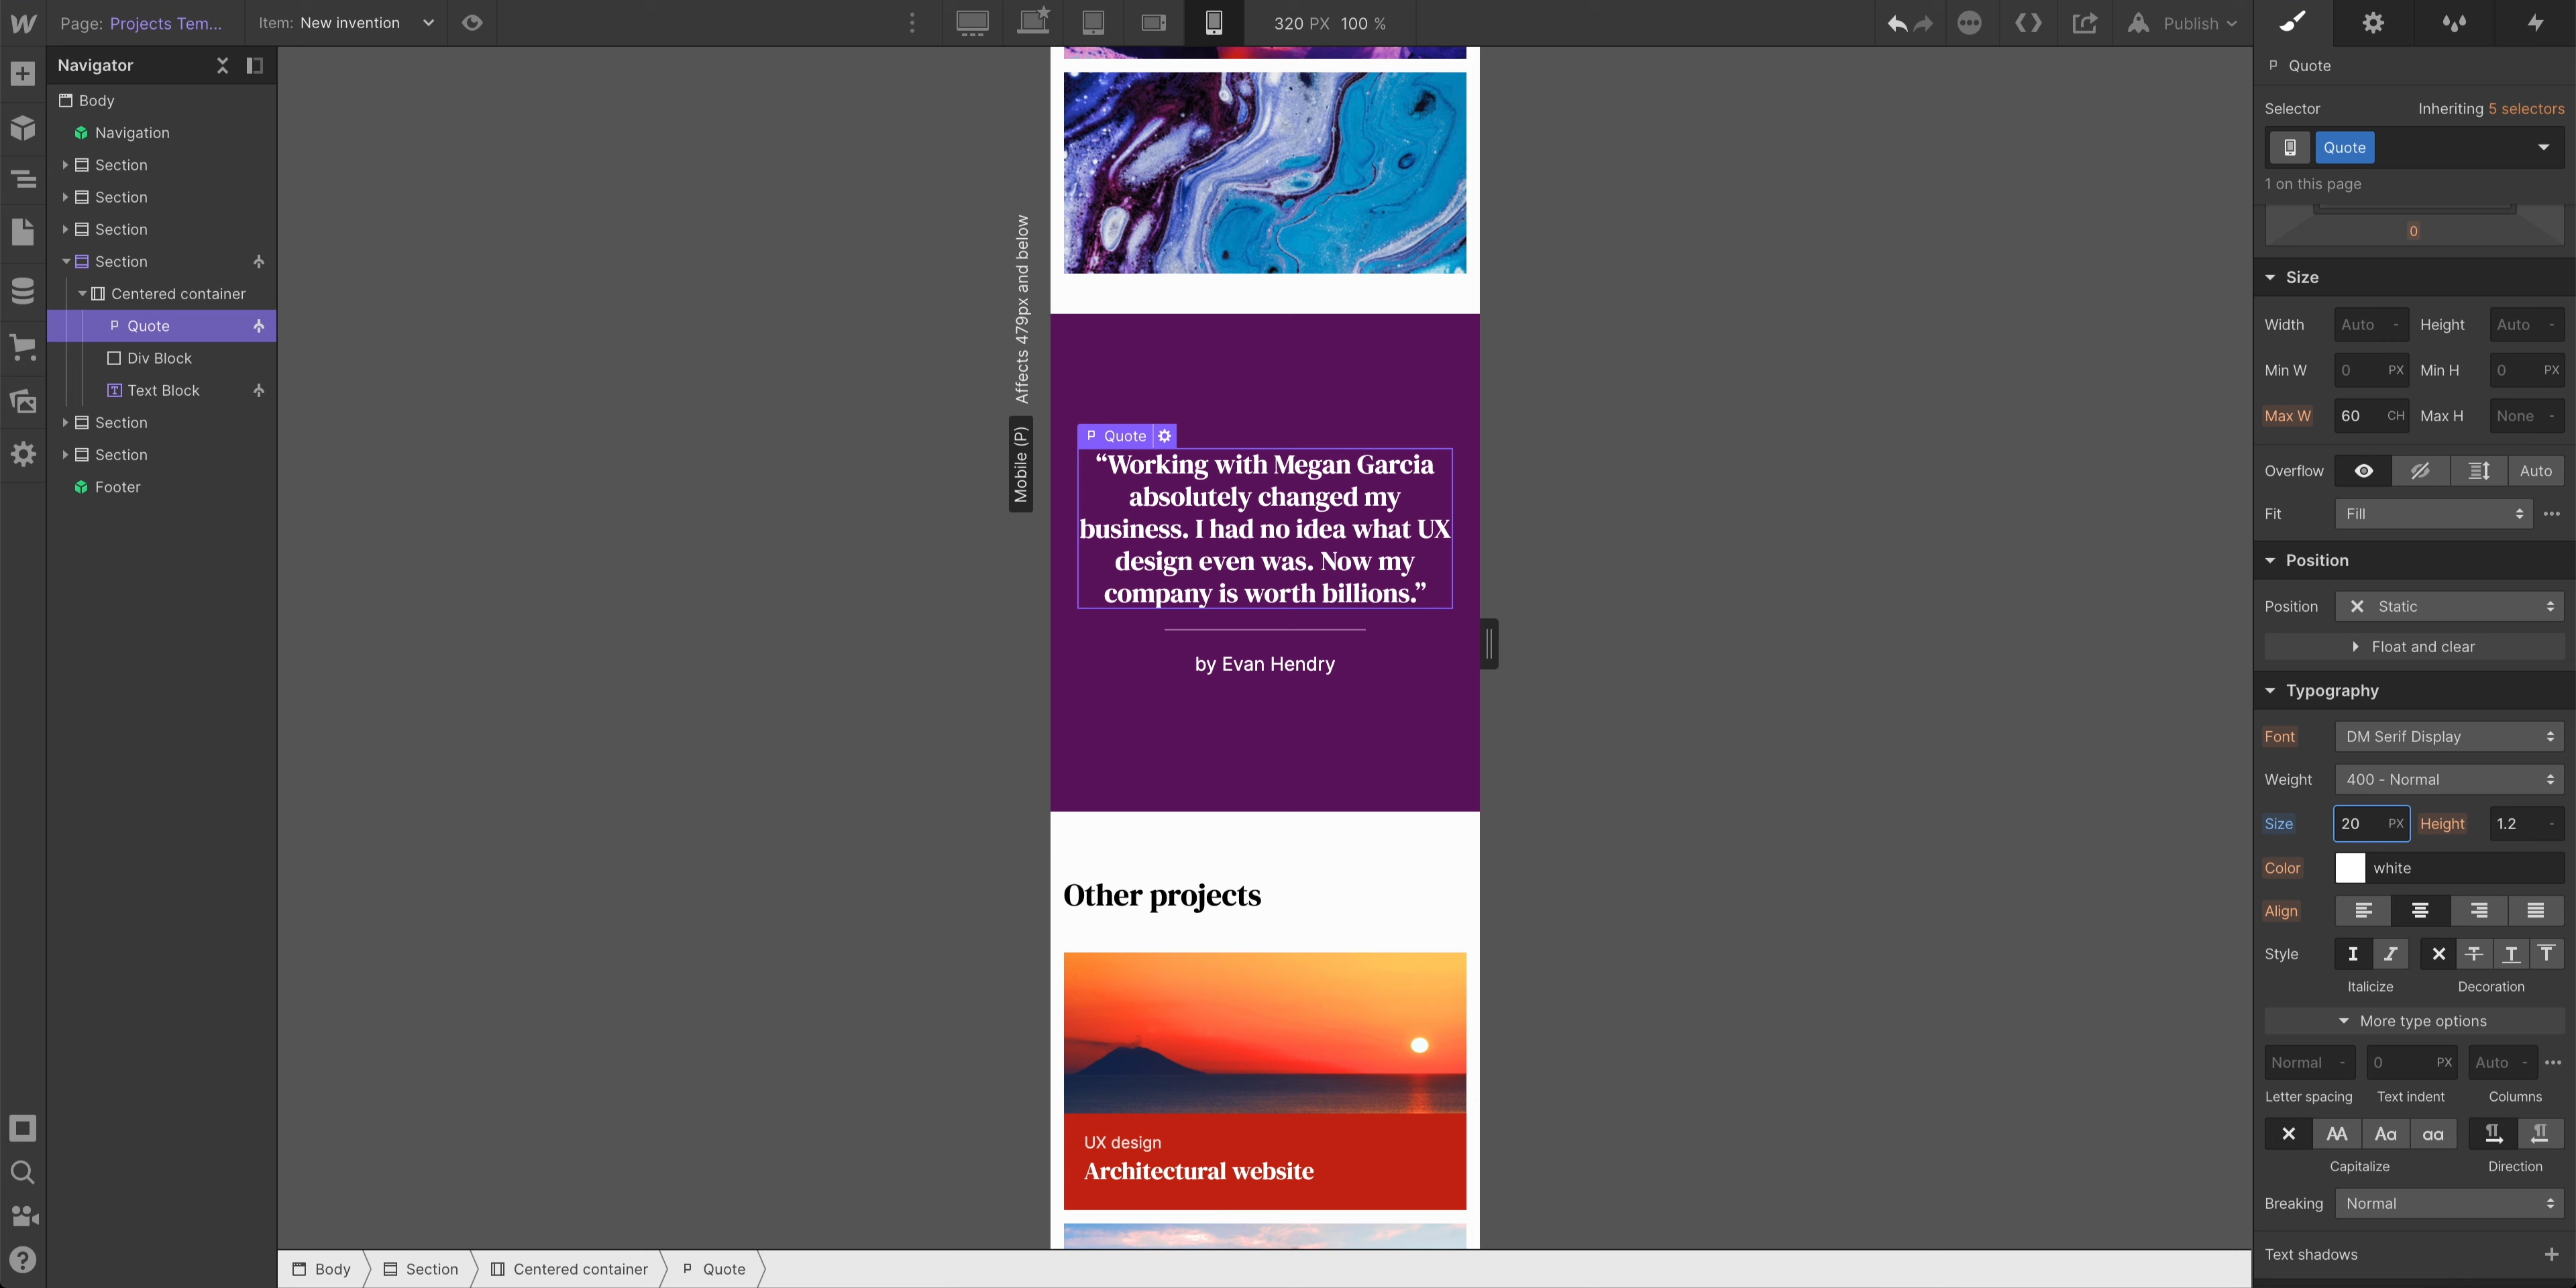 Page: Projects Tem...
Item: New invention
320 PX 100 %
Publish
Navigator
Body
Navigation
Section
Section
Section
Section
Centered container
Quote
Div Block
Text Block
Section
Section
Footer
Affects 479px and below
Mobile (P)
Quote
“Working with Megan Garcia
absolutely changed my
business. I had no idea what UX
design even was. Now my
company is worth billions.”
by Evan Hendry
Other projects
UX design
Architectural website
Body
Section
Centered container
Quote
Quote
Selector
Inheriting 5 selectors
Quote
1 on this page
0
Size
Width Auto - Height Auto -
Min W 0 PX Min H 0 PX
Max W 60 CH Max H None -
Overflow Auto
Fit Fill
Position
Position Static
Float and clear
Typography
Font DM Serif Display
Weight 400 - Normal
Size 20 PX Height 1.2 -
Color white
Align
Style
Italicize Decoration
More type options
Normal - 0 PX Auto -
Letter spacing Text indent Columns
AA Aa aa
Capitalize Direction
Breaking Normal
Text shadows